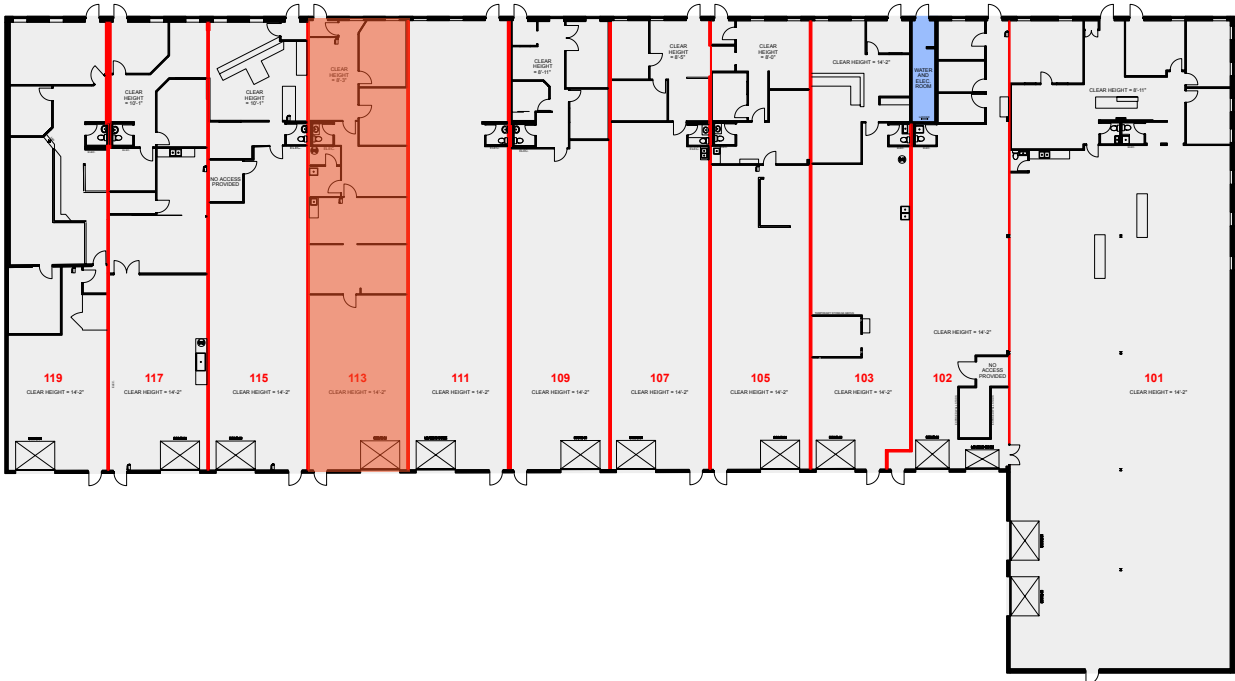 CLEAR
HEIGHT
= 10'-1"
CLEAR
HEIGHT
= 10'-1"
CLEAR
HEIGHT
= 8'-3"
CLEAR
HEIGHT
= 8'-11"
CLEAR
HEIGHT
= 8'-5"
CLEAR
HEIGHT
= 8'-0"
CLEAR HEIGHT = 14'-2"
WATER
AND
ELEC
ROOM
CLEAR HEIGHT = 8'-11"
ELEC
ELEC
ELEC
ELEC
NO ACCESS
PROVIDED
CLEAR HEIGHT = 14'-2"
NO
ACCESS
PROVIDED
119
CLEAR HEIGHT = 14'-2"
117
CLEAR HEIGHT = 14'-2"
115
CLEAR HEIGHT = 14'-2"
113
CLEAR HEIGHT = 14'-2"
111
CLEAR HEIGHT = 14'-2"
109
CLEAR HEIGHT = 14'-2"
107
CLEAR HEIGHT = 14'-2"
105
CLEAR HEIGHT = 14'-2"
103
CLEAR HEIGHT = 14'-2"
102
101
CLEAR HEIGHT = 14'-2"